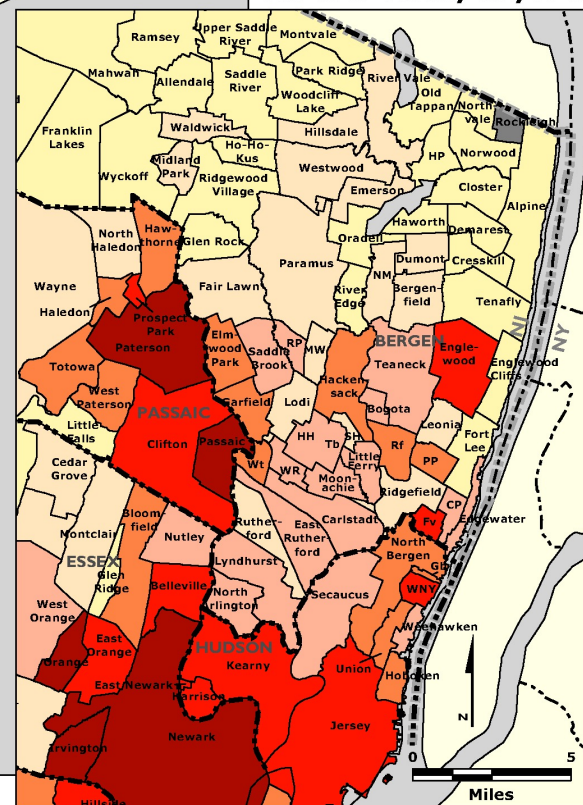 Ramsey
Upper Saddle
River
Montvale
Mahwah
Allendale
Saddle
River
Park Ridge
River Vale
Woodcliff
Lake
Old
Tappan
North-
vale
Rockleigh
Franklin
Lakes
Waldwick
Hillsdale
Ho-Ho-
Kus
HP
Norwood
Midland
Park
Wyckoff
Ridgewood
Village
Westwood
Emerson
Closter
Alpine
North
Haledon
Haw-
thorne
Glen Rock
Oradell
Haworth
Demarest
Dumont
Cresskill
Paramus
NM
Wayne
Fair Lawn
River
Edge
Bergen-
field
Tenafly
Haledon
Prospect
Park
Paterson
NJ
NY
Elm-
wood
Park
Saddle
Brook
RP
MW
BERGEN
Teaneck
Engle-
wood
Englewood
Cliffs
Totowa
Hacken
sack
West
Paterson
PASSAIC
Garfield
Lodi
Bogota
Little
Falls
Clifton
Passaic
Leonia
Fort
Lee
HH
Tb
SH
Little
Ferry
Rf
PP
Cedar
Grove
Wt
WR
Moon-
achie
Ridgefield
CP
Bloom-
field
Ruther-
ford
East
Ruther
ford
Carlstadt
Fv
Edgewater
Montclair
Nutley
North
Bergen
ESSEX
Glen
Ridge
Lyndhurst
Gb
Belleville
North
Arlington
Secaucus
WNY
West
Orange
Weehawken
East
Orange
HUDSON
Kearny
Orange
Union
Hoboken
East Newark
Harrison
Jersey
N
Irvington
Newark
0
5
Miles
Hillside